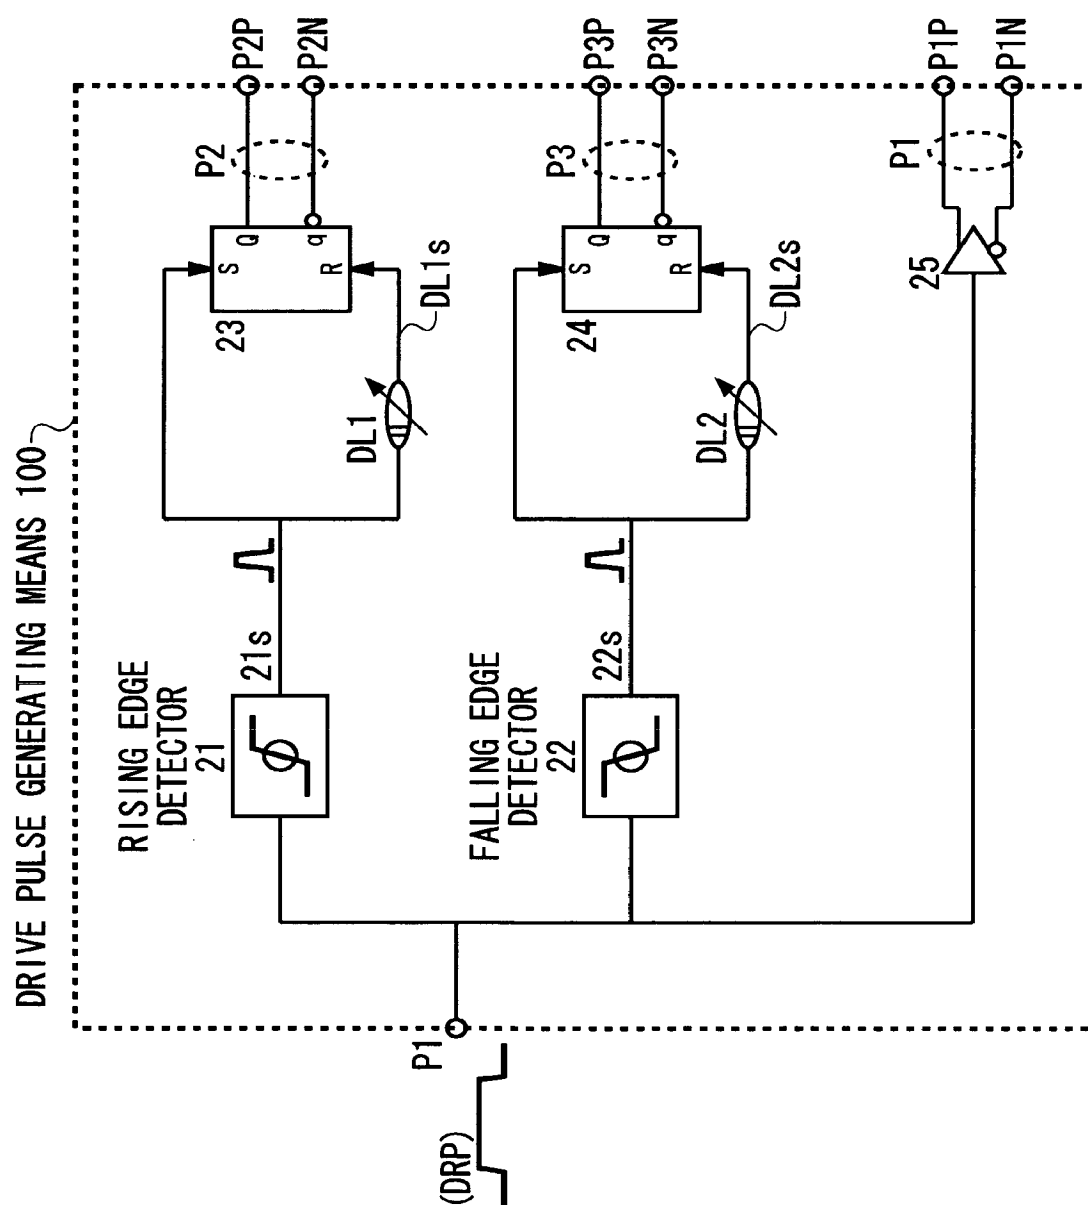 DRIVE PULSE GENERATING MEANS 100
(DRP)
P1
RISING EDGE
DETECTOR
21
21s
DL1
DL1s
23
S
R
Q
q
P2
P2P
P2N
FALLING EDGE
DETECTOR
22
22s
DL2
DL2s
24
S
R
Q
q
P3
P3P
P3N
25
P1
P1P
P1N